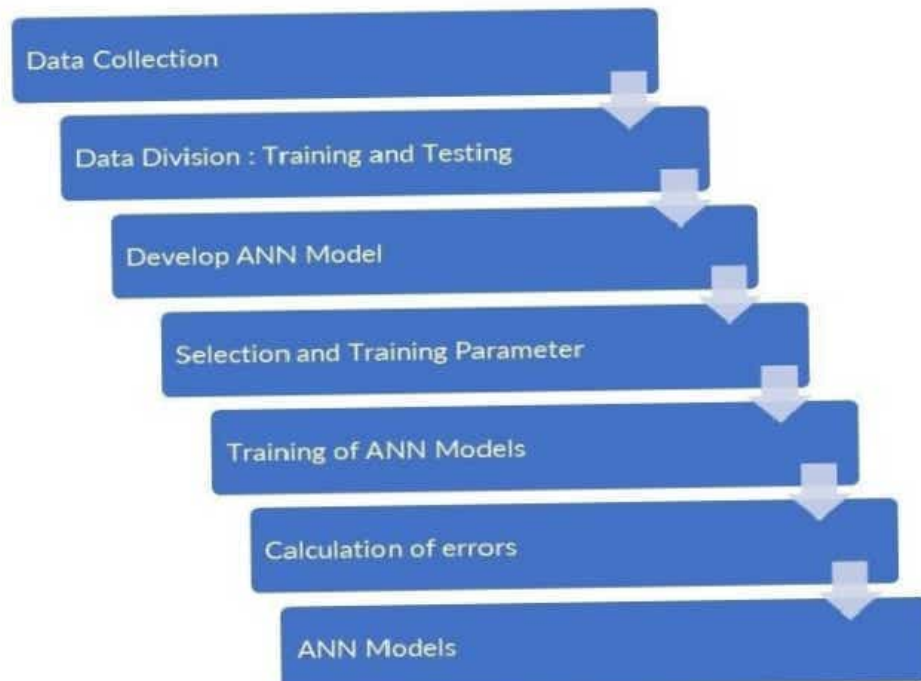 Data Collection
Data Division : Training and Testing
Develop ANN Model
Selection and Training Parameter
Training of ANN Models
Calculation of errors
ANN Models